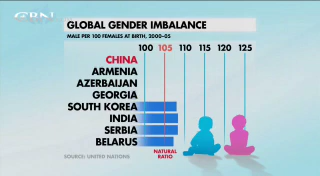 GLOBAL GENDER IMBALANCE
MALE PER 100 FEMALES AT BIRTH, 2000-05
100 105 110 115 120 125
CHINA
ARMENIA
AZERBAIJAN
GEORGIA
SOUTH KOREA
INDIA
SERBIA
BELARUS
NATURAL
RATIO
SOURCE: UNITED NATIONS